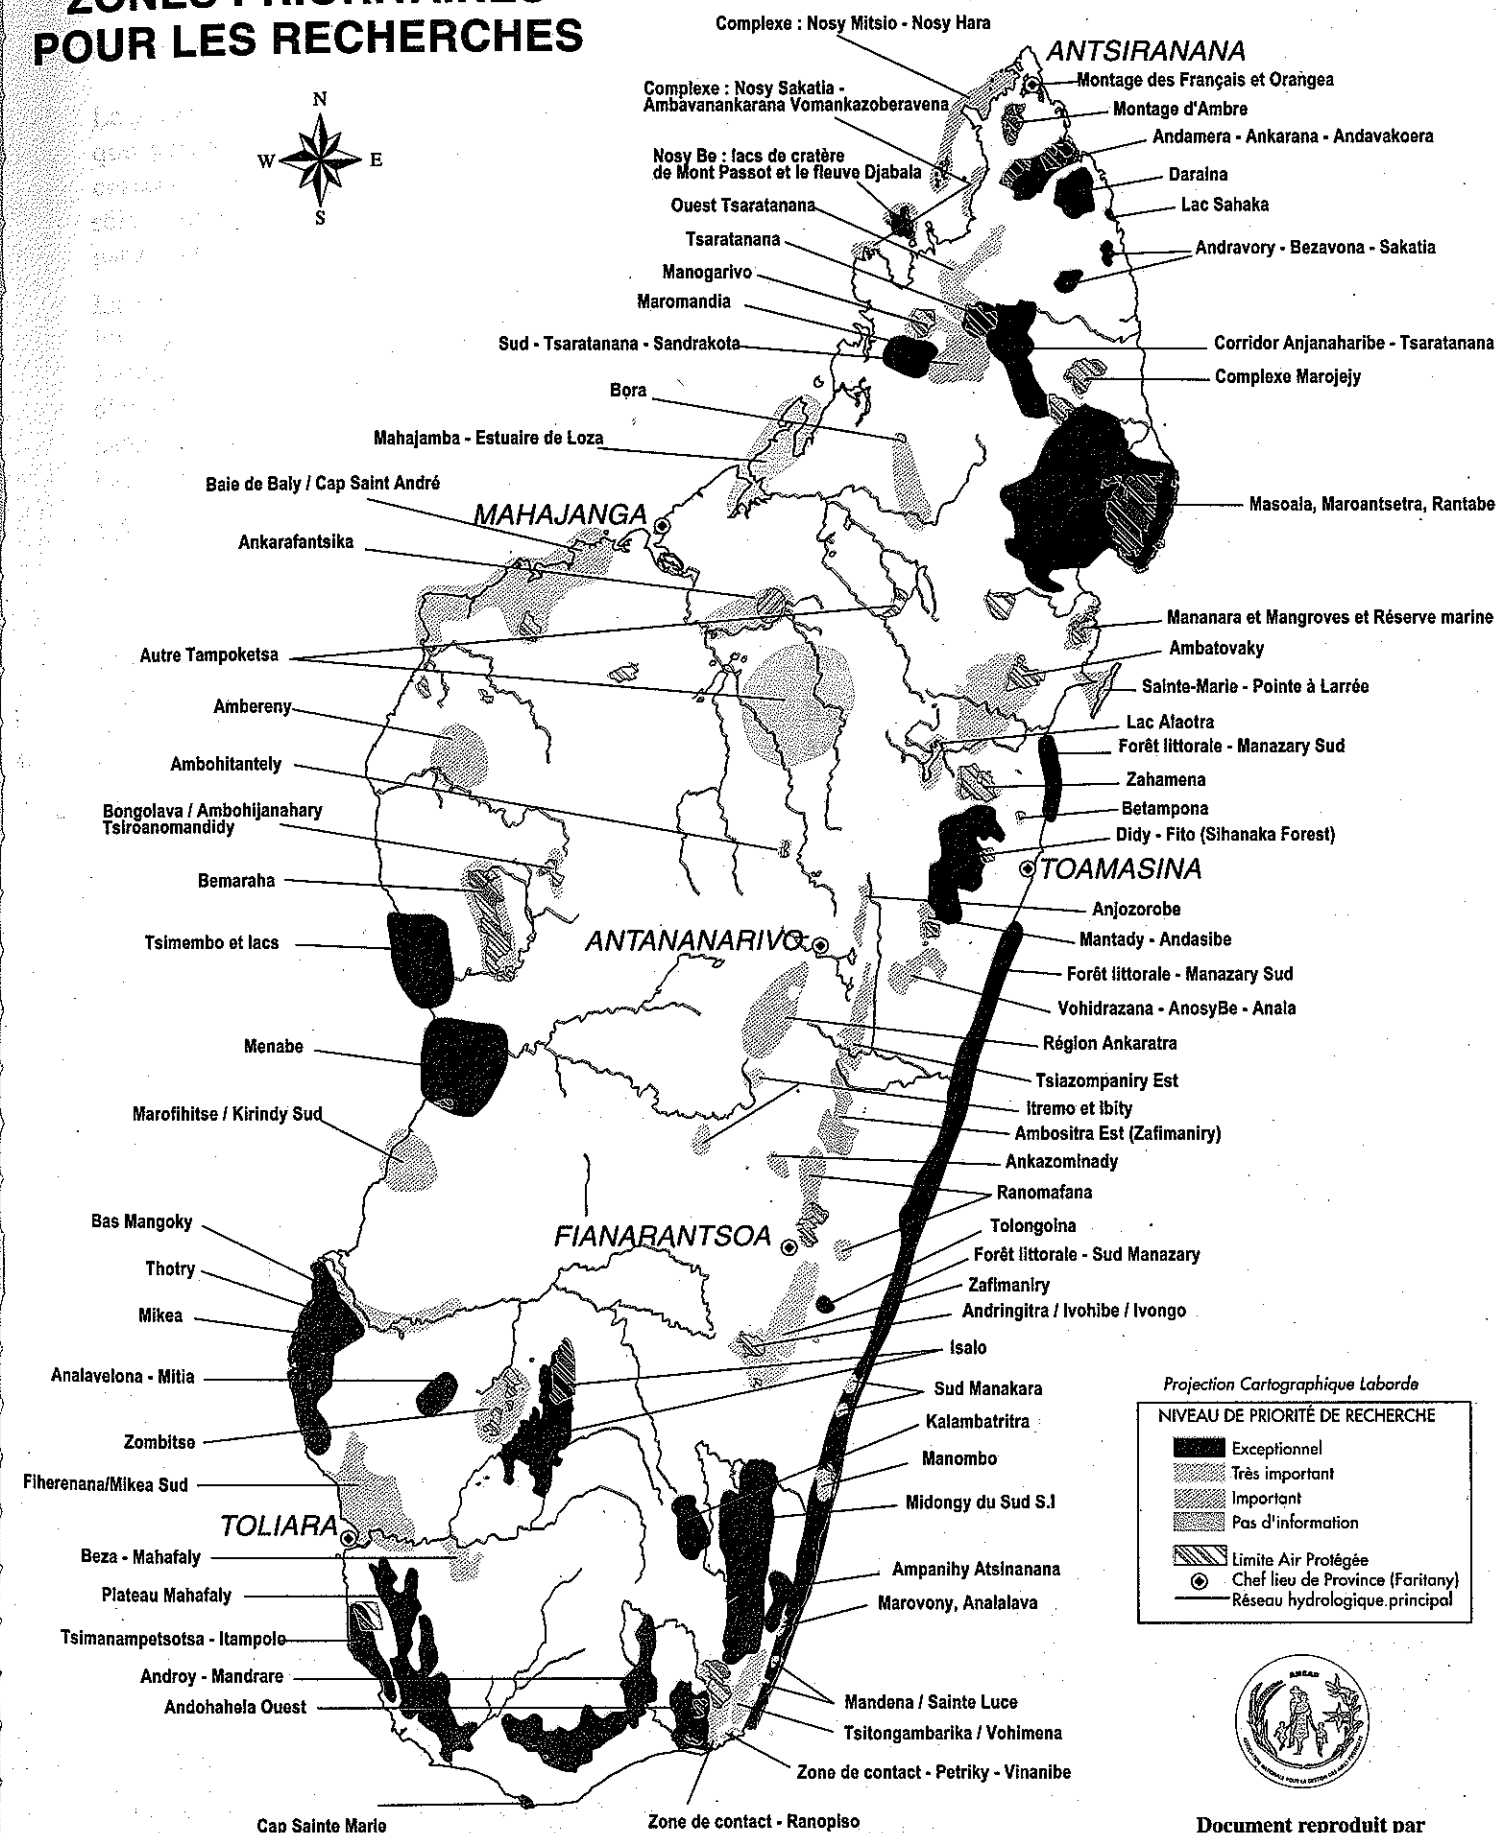 ZONES PRIORITAIRES
POUR LES RECHERCHES
N
W
E
S
Complexe : Nosy Mitsio - Nosy Hara
ANTSIRANANA
Montage des Français et Orangea
Complexe : Nosy Sakatia -
Ambavanankarana Vomankazoberavena
Montage d'Ambre
Andamera - Ankarana - Andavakoera
Nosy Be : lacs de cratère
de Mont Passot et le fleuve Djabala
Daraina
Ouest Tsaratanana
Lac Sahaka
Tsaratanana
Andravory - Bezavona - Sakatia
Manogarivo
Maromandia
Sud - Tsaratanana - Sandrakota
Corridor Anjanaharibe - Tsaratanana
Complexe Marojejy
Bora
Mahajamba - Estuaire de Loza
Baie de Baly / Cap Saint André
MAHAJANGA
Masoala, Maroantsetra, Rantabe
Ankarafantsika
Mananara et Mangroves et Réserve marine
Autre Tampoketsa
Ambatovaky
Sainte-Marie - Pointe à Larrée
Ambereny
Lac Alaotra
Forêt littorale - Manazary Sud
Ambohitantely
Zahamena
Bongolava / Ambohijanahary
Tsiroanomandidy
Betampona
Didy - Fito (Sihanaka Forest)
TOAMASINA
Bemaraha
Anjozorobe
Tsimembo et lacs
ANTANANARIVO
Mantady - Andasibe
Forêt littorale - Manazary Sud
Vohidrazana - AnosyBe - Anala
Menabe
Région Ankaratra
Tsiazompaniry Est
Marofihitse / Kirindy Sud
Itremo et Ibity
Ambositra Est (Zafimaniry)
Ankazominady
Ranomafana
Bas Mangoky
FIANARANTSOA
Tolongoina
Forêt littorale - Sud Manazary
Thotry
Zafimaniry
Mikea
Andringitra / Ivohibe / Ivongo
Isalo
Analavelona - Mitia
Sud Manakara
Kalambatritra
Zombitse
Manombo
Fiherenana/Mikea Sud
Midongy du Sud S.I
TOLIARA
Beza - Mahafaly
Ampanihy Atsinanana
Plateau Mahafaly
Marovony, Analalava
Tsimanampetsotsa - Itampolo
Androy - Mandrare
Andohahela Ouest
Mandena / Sainte Luce
Tsitongambarika / Vohimena
Zone de contact - Petriky - Vinanibe
Cap Sainte Marie
Zone de contact - Ranopiso
Projection Cartographique Laborde
NIVEAU DE PRIORITÉ DE RECHERCHE
Exceptionnel
Très important
Important
Pas d'information
Limite Air Protégée
Chef lieu de Province (Faritany)
Réseau hydrologique principal
ANGAP
Document reproduit par